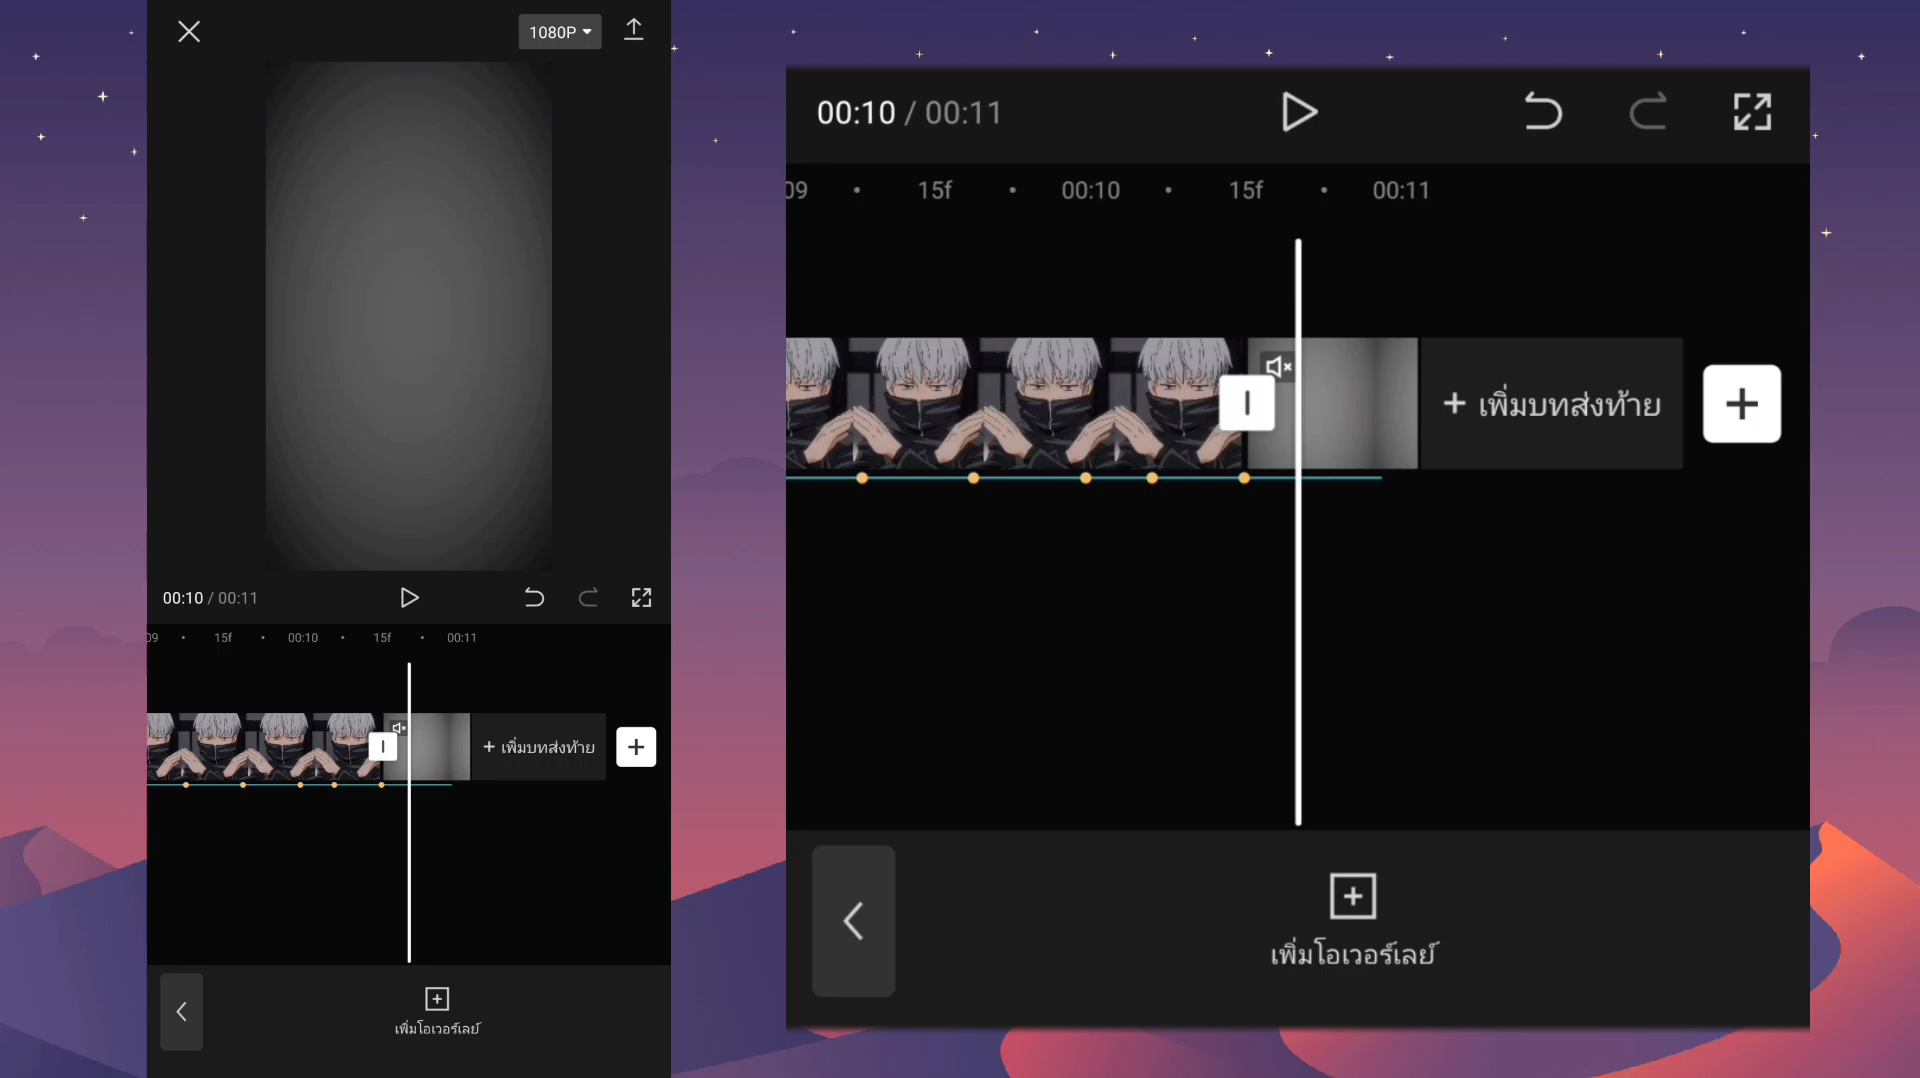 1080P
00:10 / 00:11
09 15f 00:10 15f 00:11
+ เพิ่มบทส่งท้าย
เพิ่มโอเวอร์เลย์
00:10 / 00:11
09 15f 00:10 15f 00:11
+ เพิ่มบทส่งท้าย
เพิ่มโอเวอร์เลย์